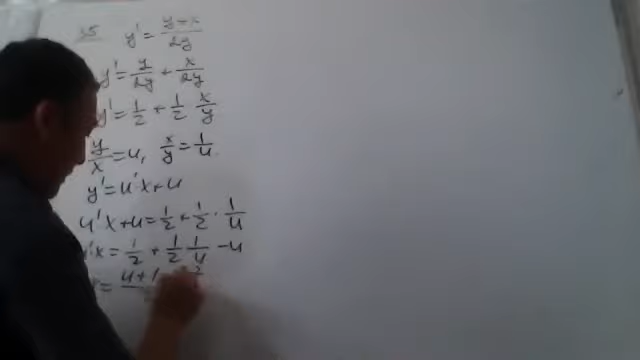 35 y' = (y+x)/2y
y' = y/2y + x/2y
y' = 1/2 + 1/2 x/y
y/x = u, x/y = 1/u
y' = u'x + u
u'x + u = 1/2 + 1/2 · 1/u
u'x = 1/2 + 1/2 1/u - u
= u+1